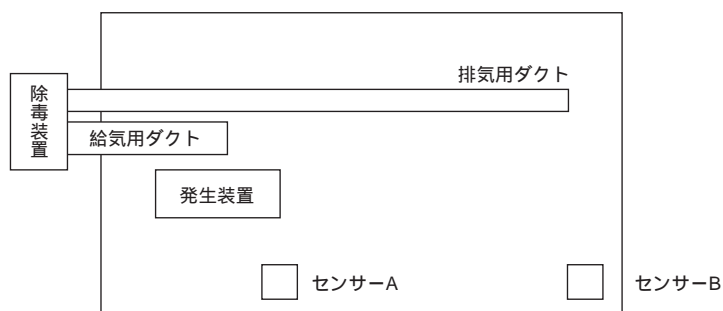 排気用ダクト
除毒装置
給気用ダクト
発生装置
センサーA
センサーB